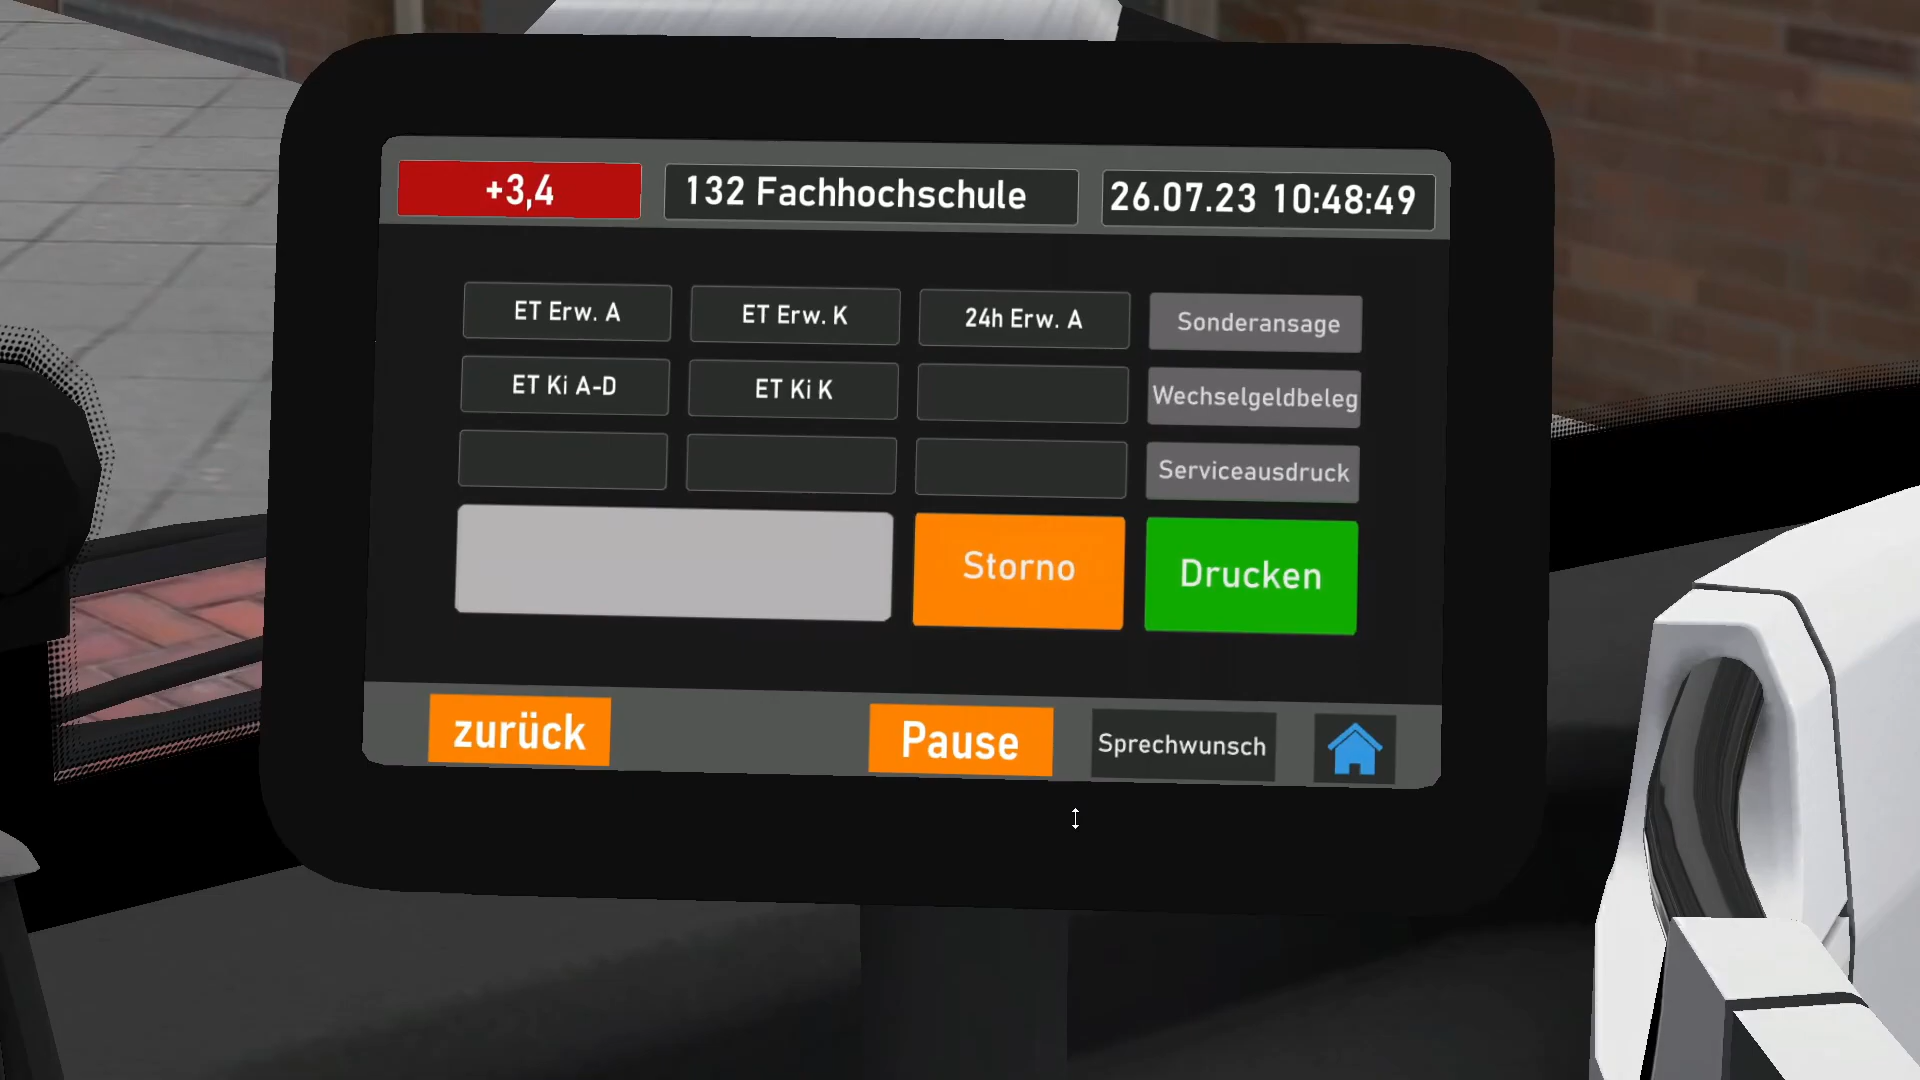 +3,4
132 Fachhochschule
26.07.23 10:48:49
ET Erw. A
ET Erw. K
24h Erw. A
Sonderansage
ET Ki A-D
ET Ki K
Wechselgeldbeleg
Serviceausdruck
Storno
Drucken
zurück
Pause
Sprechwunsch